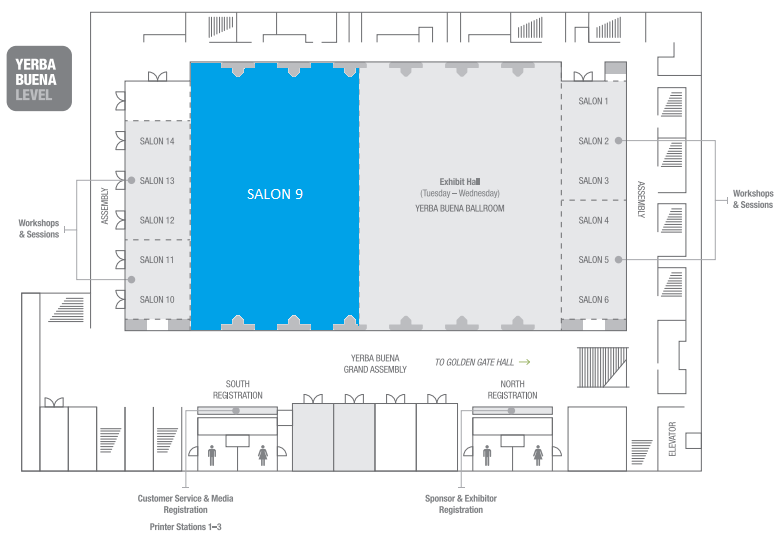 YERBA
BUENA
LEVEL
SALON 14
SALON 13
SALON 12
SALON 11
SALON 10
ASSEMBLY
Workshops
& Sessions
SALON 9
Exhibit Hall
(Tuesday – Wednesday)
YERBA BUENA BALLROOM
SALON 1
SALON 2
SALON 3
SALON 4
SALON 5
SALON 6
ASSEMBLY
Workshops
& Sessions
YERBA BUENA
GRAND ASSEMBLY
TO GOLDEN GATE HALL →
SOUTH
REGISTRATION
NORTH
REGISTRATION
ELEVATOR
Customer Service & Media
Registration
Printer Stations 1–3
Sponsor & Exhibitor
Registration